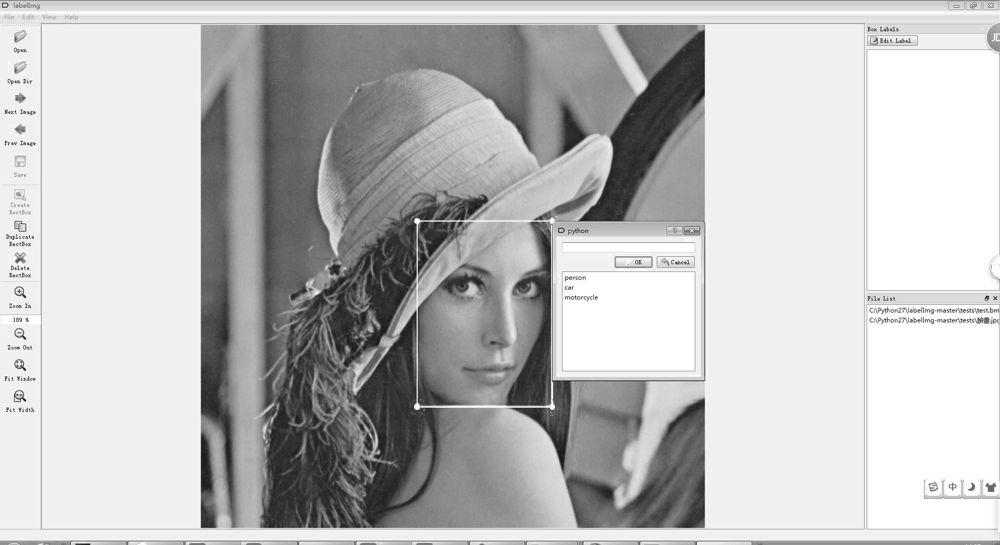 labelImg
File Edit View Help
Open
Open Dir
Next Image
Prev Image
Save
Create
RectBox
Duplicate
RectBox
Delete
RectBox
Zoom In
189 %
Zoom Out
Fit Window
Fit Width
python
?
OK
Cancel
person
car
motorcycle
Box Labels
JD
Edit Label
File List
C:\Python27\labelImg-master\tests\test.bm
C:\Python27\labelImg-master\tests\臉書.jpg
S 中